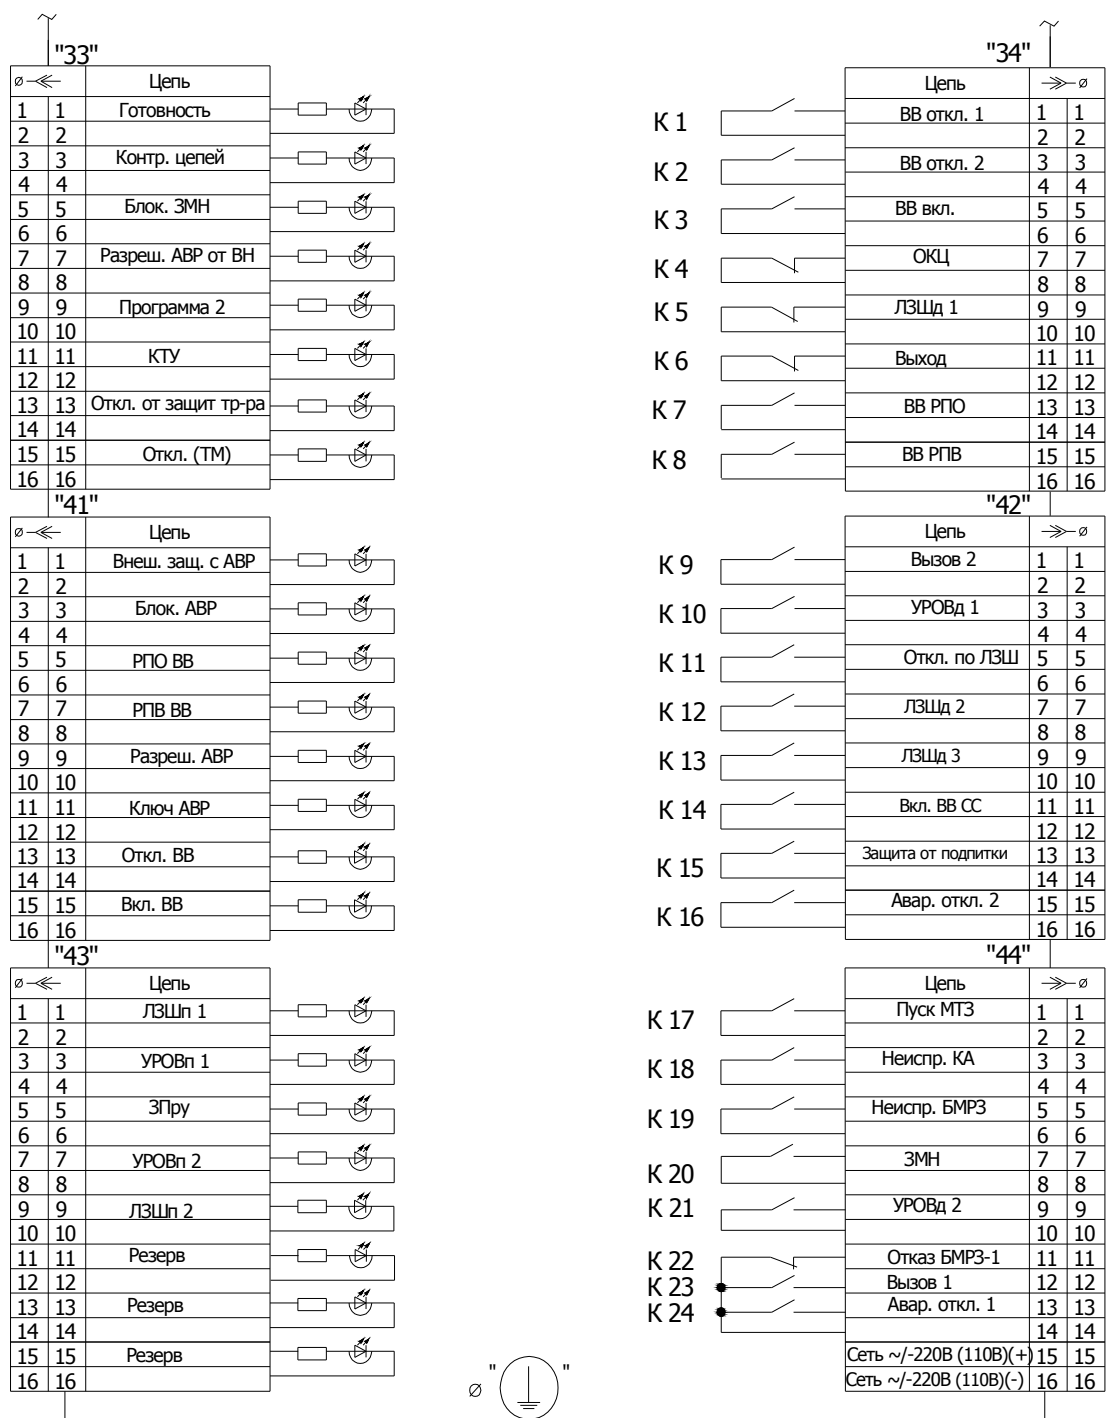 "33"
ø Цепь
1 1 Готовность
2 2
3 3 Контр. цепей
4 4
5 5 Блок. ЗМН
6 6
7 7 Разреш. АВР от ВН
8 8
9 9 Программа 2
10 10
11 11 КТУ
12 12
13 13 Откл. от защит тр-ра
14 14
15 15 Откл. (ТМ)
16 16
"41"
ø Цепь
1 1 Внеш. защ. с АВР
2 2
3 3 Блок. АВР
4 4
5 5 РПО ВВ
6 6
7 7 РПВ ВВ
8 8
9 9 Разреш. АВР
10 10
11 11 Ключ АВР
12 12
13 13 Откл. ВВ
14 14
15 15 Вкл. ВВ
16 16
"43"
ø Цепь
1 1 ЛЗШп 1
2 2
3 3 УРОВп 1
4 4
5 5 ЗПру
6 6
7 7 УРОВп 2
8 8
9 9 ЛЗШп 2
10 10
11 11 Резерв
12 12
13 13 Резерв
14 14
15 15 Резерв
16 16
ø " "
"34"
Цепь ø
К 1 ВВ откл. 1 1 1
2 2
К 2 ВВ откл. 2 3 3
4 4
К 3 ВВ вкл. 5 5
6 6
К 4 ОКЦ 7 7
8 8
К 5 ЛЗШд 1 9 9
10 10
К 6 Выход 11 11
12 12
К 7 ВВ РПО 13 13
14 14
К 8 ВВ РПВ 15 15
16 16
"42"
Цепь ø
К 9 Вызов 2 1 1
2 2
К 10 УРОВд 1 3 3
4 4
К 11 Откл. по ЛЗШ 5 5
6 6
К 12 ЛЗШд 2 7 7
8 8
К 13 ЛЗШд 3 9 9
10 10
К 14 Вкл. ВВ СС 11 11
12 12
К 15 Защита от подпитки 13 13
14 14
К 16 Авар. откл. 2 15 15
16 16
"44"
Цепь ø
К 17 Пуск МТЗ 1 1
2 2
К 18 Неиспр. КА 3 3
4 4
К 19 Неиспр. БМРЗ 5 5
6 6
К 20 ЗМН 7 7
8 8
К 21 УРОВд 2 9 9
10 10
К 22 Отказ БМРЗ-1 11 11
К 23 Вызов 1 12 12
К 24 Авар. откл. 1 13 13
14 14
Сеть ~/-220В (110В)(+) 15 15
Сеть ~/-220В (110В)(-) 16 16